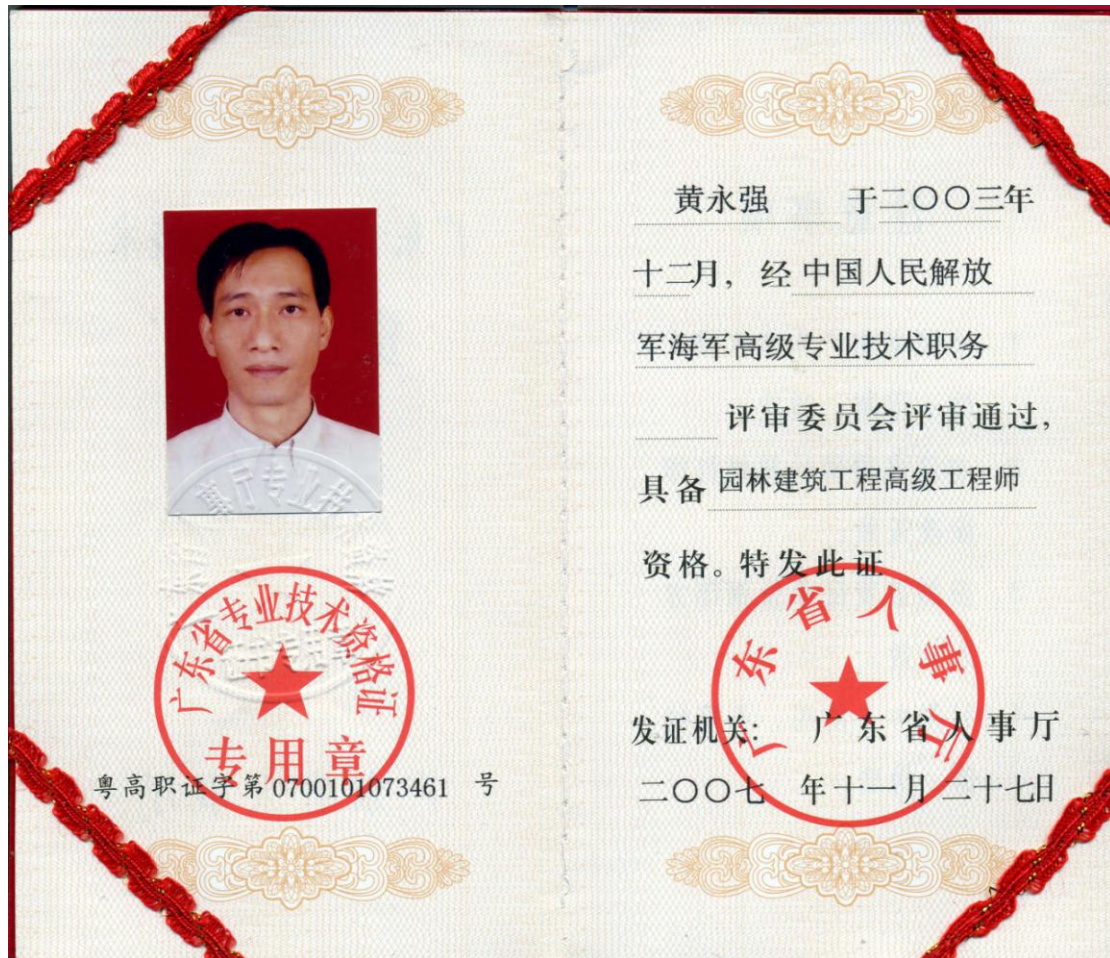 广东省专业技术资格证
专用章
粤高职证字第 0700101073461 号
黄永强 于二〇〇三年
十二月，经中国人民解放
军海军高级专业技术职务
评审委员会评审通过，
具备园林建筑工程高级工程师
资格。特发此证
广东省人事厅
发证机关： 广东省人事厅
二〇〇七 年十一月二十七日